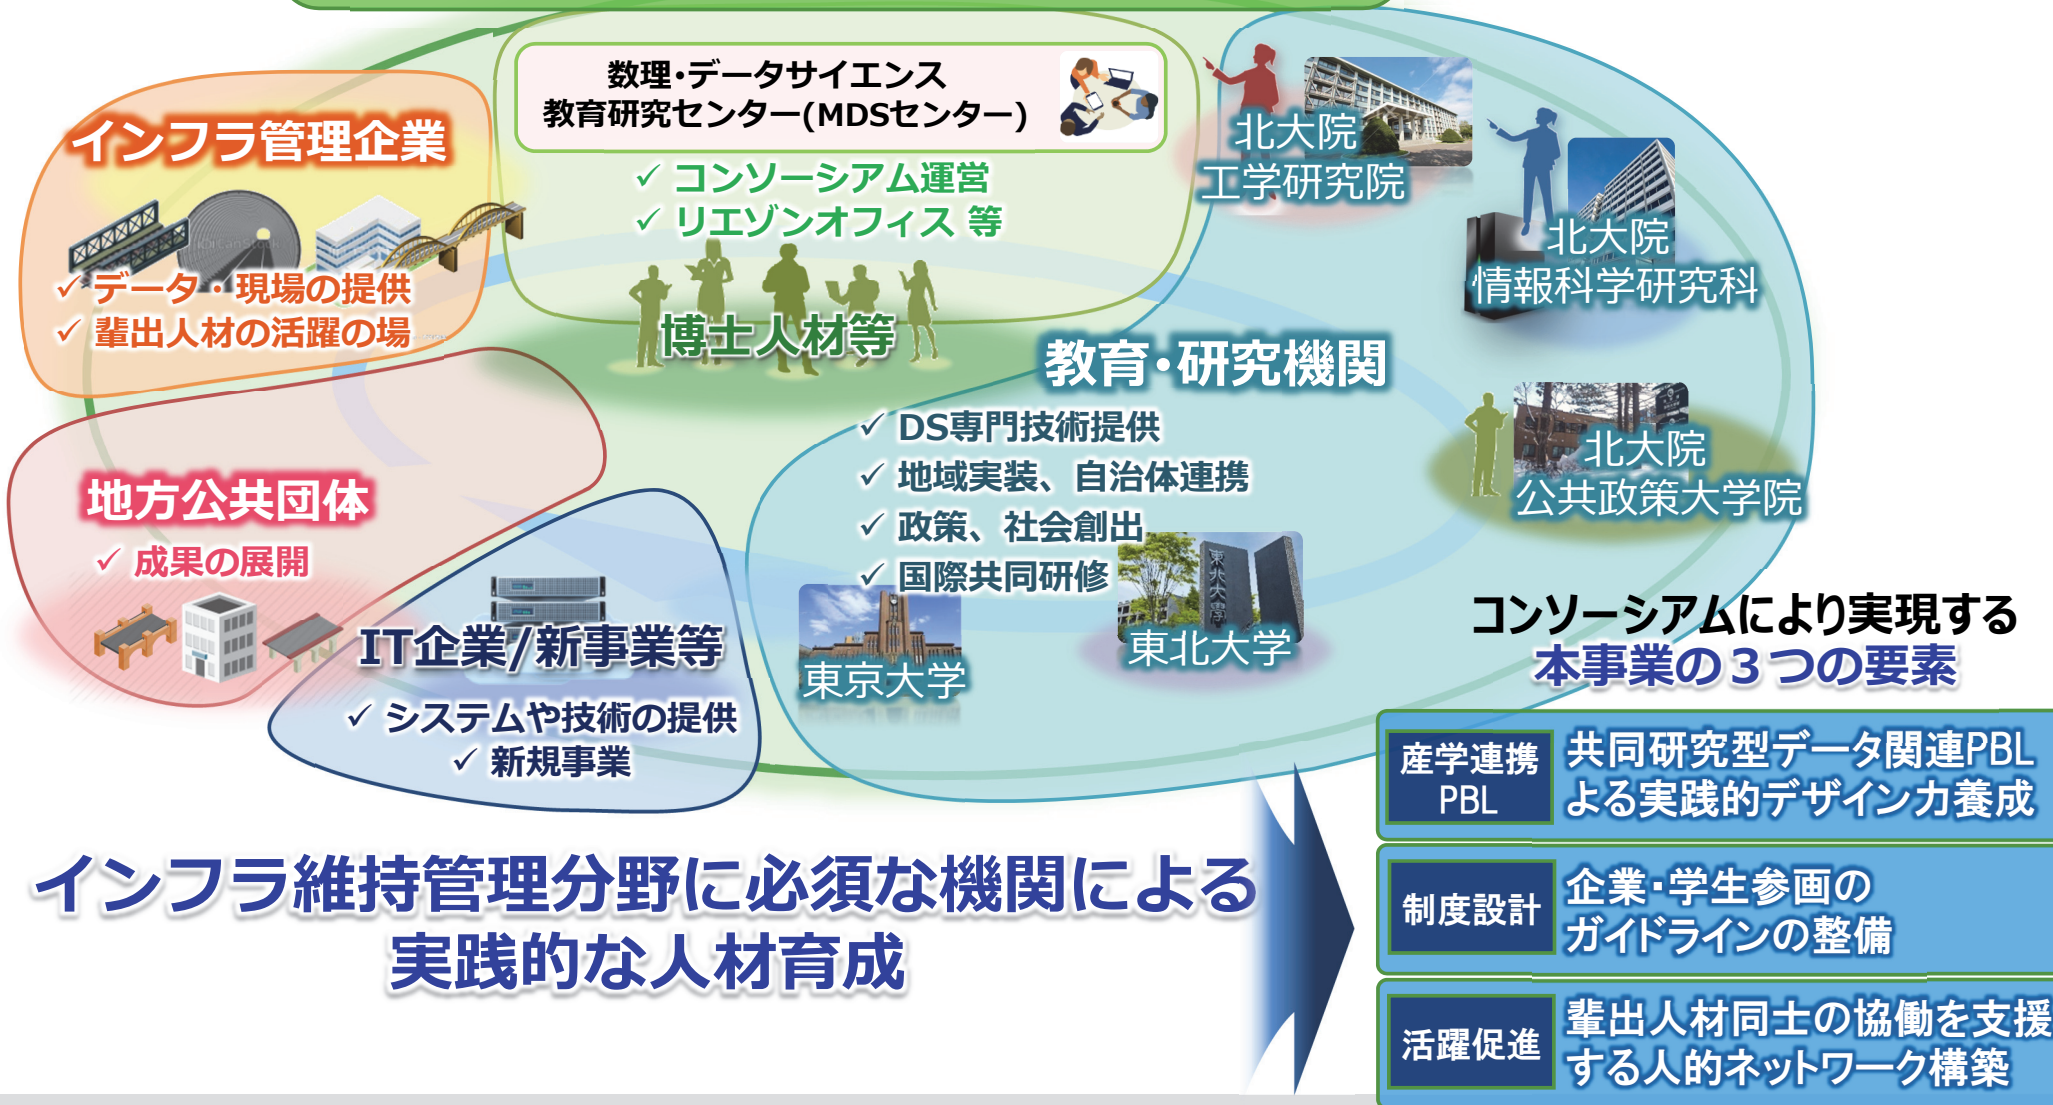 数理・データサイエンス
教育研究センター(MDSセンター)
✓ コンソーシアム運営
✓ リエゾンオフィス 等
博士人材等
インフラ管理企業
CanStock
✓ データ・現場の提供
✓ 輩出人材の活躍の場
地方公共団体
✓ 成果の展開
IT企業/新事業等
✓ システムや技術の提供
✓ 新規事業
北大院
工学研究院
北大院
情報科学研究科
北大院
公共政策大学院
教育・研究機関
✓ DS専門技術提供
✓ 地域実装、自治体連携
✓ 政策、社会創出
✓ 国際共同研修
東北大学
東北大学
東京大学
コンソーシアムにより実現する
本事業の３つの要素
産学連携
PBL
共同研究型データ関連PBL
よる実践的デザイン力養成
制度設計
企業・学生参画の
ガイドラインの整備
活躍促進
輩出人材同士の協働を支援
する人的ネットワーク構築
インフラ維持管理分野に必須な機関による
実践的な人材育成